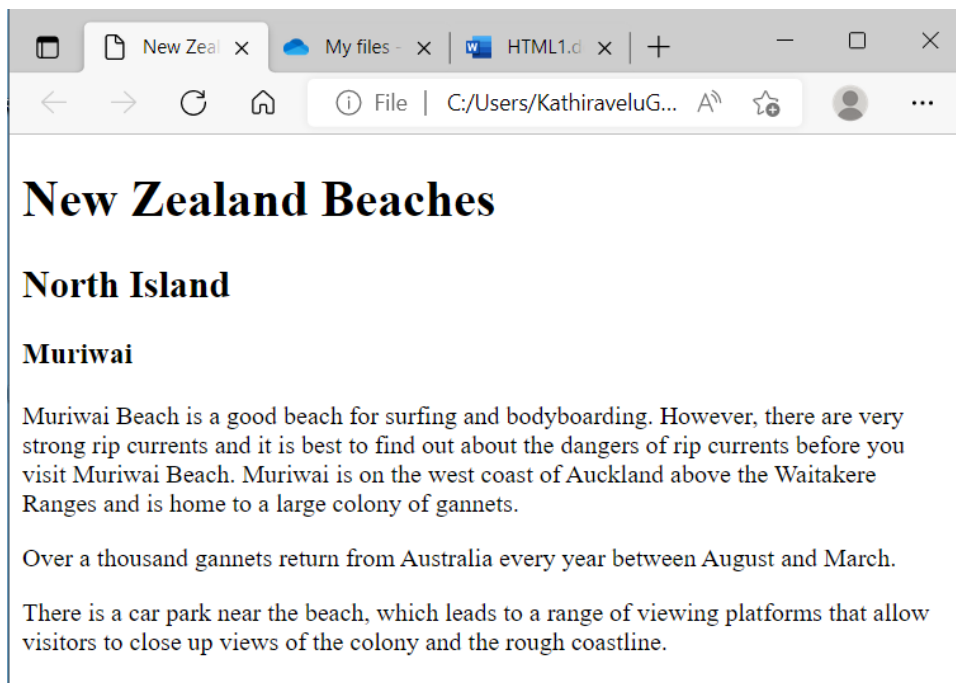 New Zeal
My files -
HTML1.d
File
C:/Users/KathiraveluG...
New Zealand Beaches
North Island
Muriwai
Muriwai Beach is a good beach for surfing and bodyboarding. However, there are very
strong rip currents and it is best to find out about the dangers of rip currents before you
visit Muriwai Beach. Muriwai is on the west coast of Auckland above the Waitakere
Ranges and is home to a large colony of gannets.
Over a thousand gannets return from Australia every year between August and March.
There is a car park near the beach, which leads to a range of viewing platforms that allow
visitors to close up views of the colony and the rough coastline.